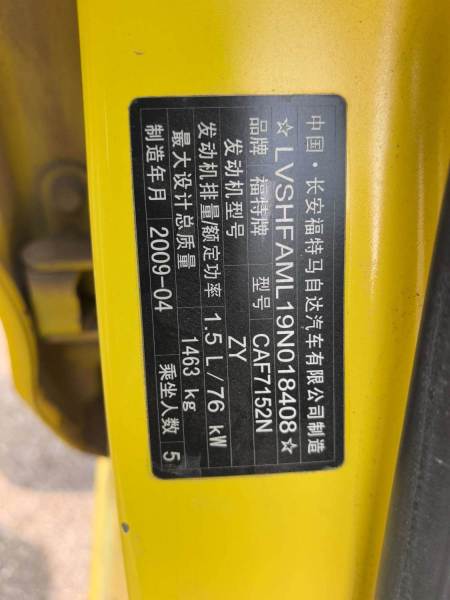 中国·长安福特马自达汽车有限公司制造
☆LVSHFAML19N018408☆
品牌 福特牌 型号 CAF7152N
发动机型号 ZY
发动机排量/额定功率 1.5 L/76 kW
最大设计总质量 1463 kg
制造年月 2009-04 乘坐人数 5